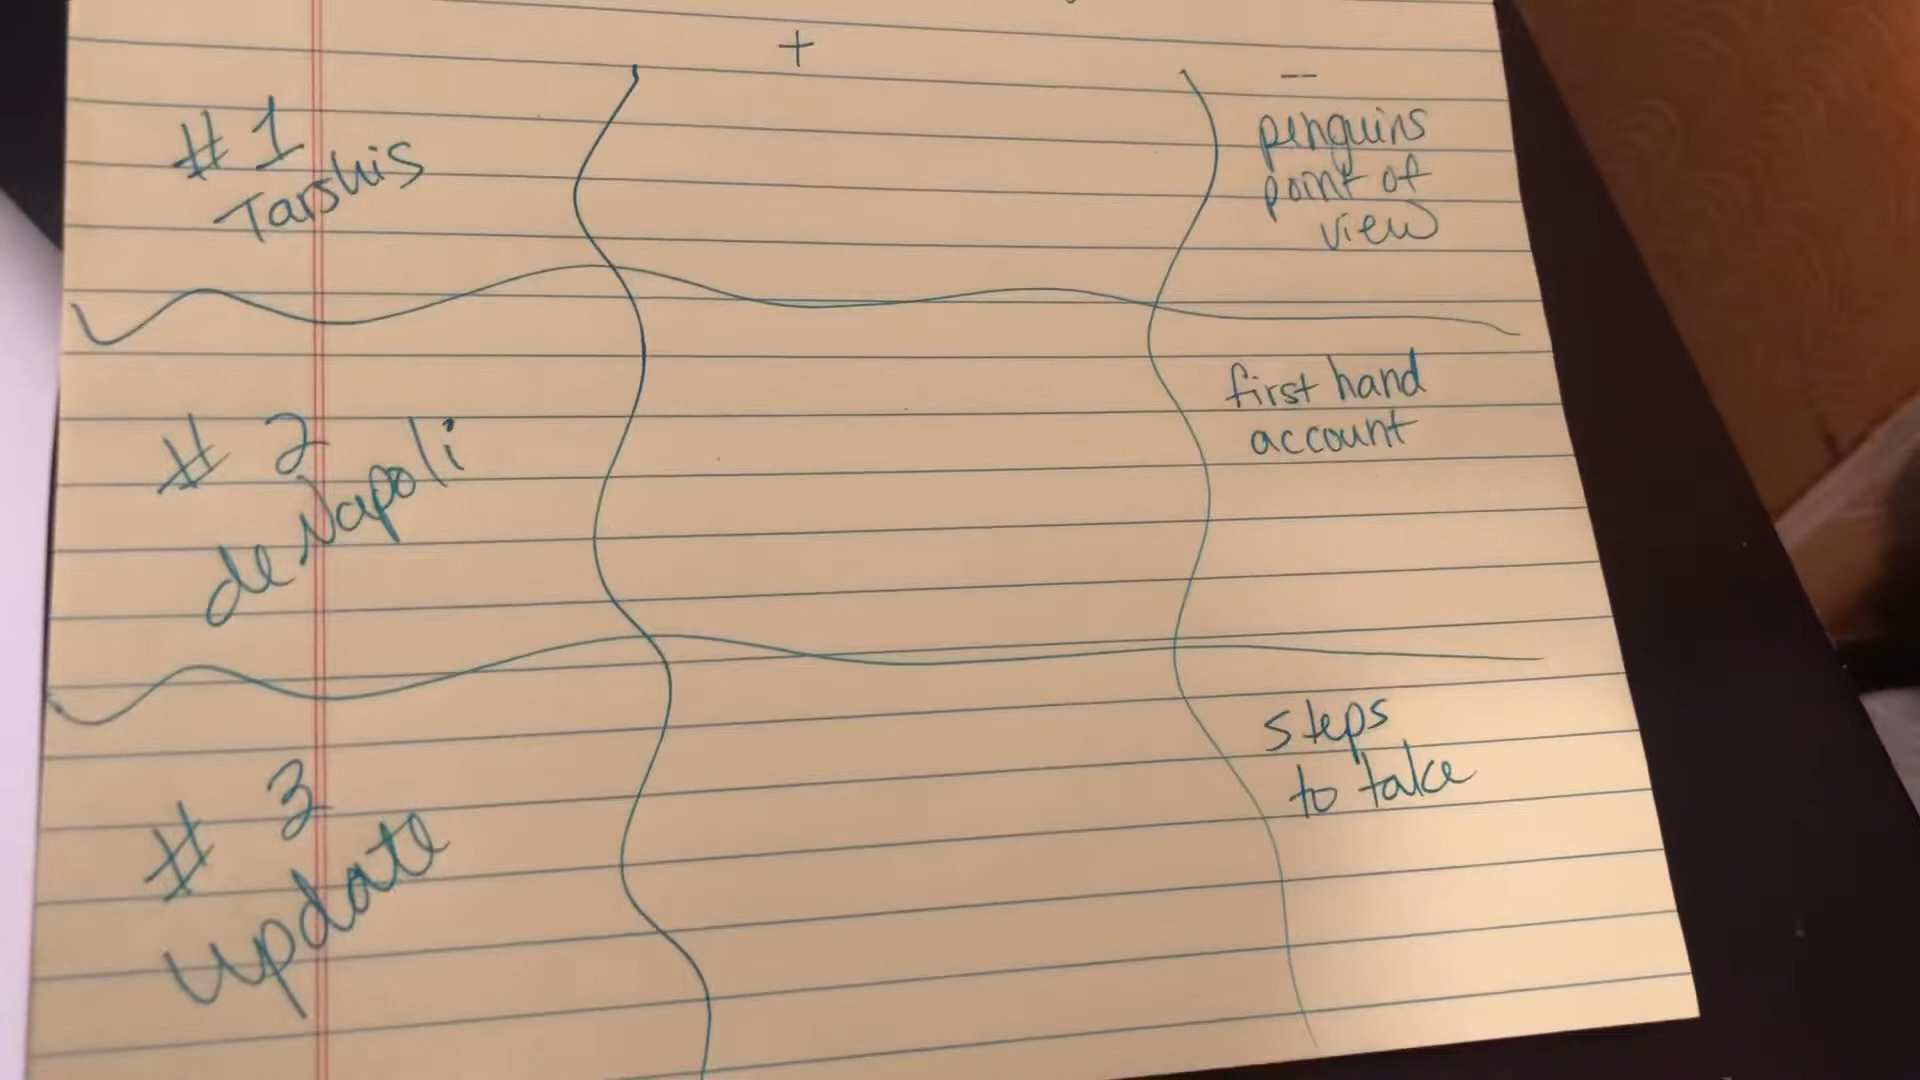 +
--
# 1
Tarshis
penguins
point of
view
# 2
de Napoli
first hand
account
# 3
update
steps
to take